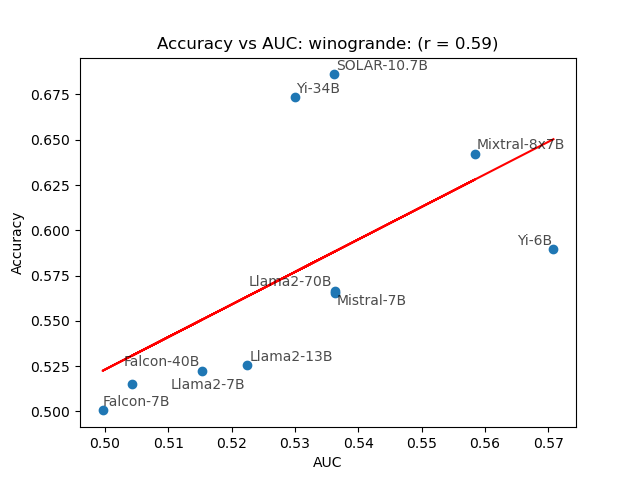 Accuracy vs AUC: winogrande: (r = 0.59)
SOLAR-10.7B
Yi-34B
Mixtral-8x7B
Yi-6B
Llama2-70B
Mistral-7B
Llama2-13B
Falcon-40B
Llama2-7B
Falcon-7B
0.675
0.650
0.625
0.600
0.575
0.550
0.525
0.500
Accuracy
0.50 0.51 0.52 0.53 0.54 0.55 0.56 0.57
AUC